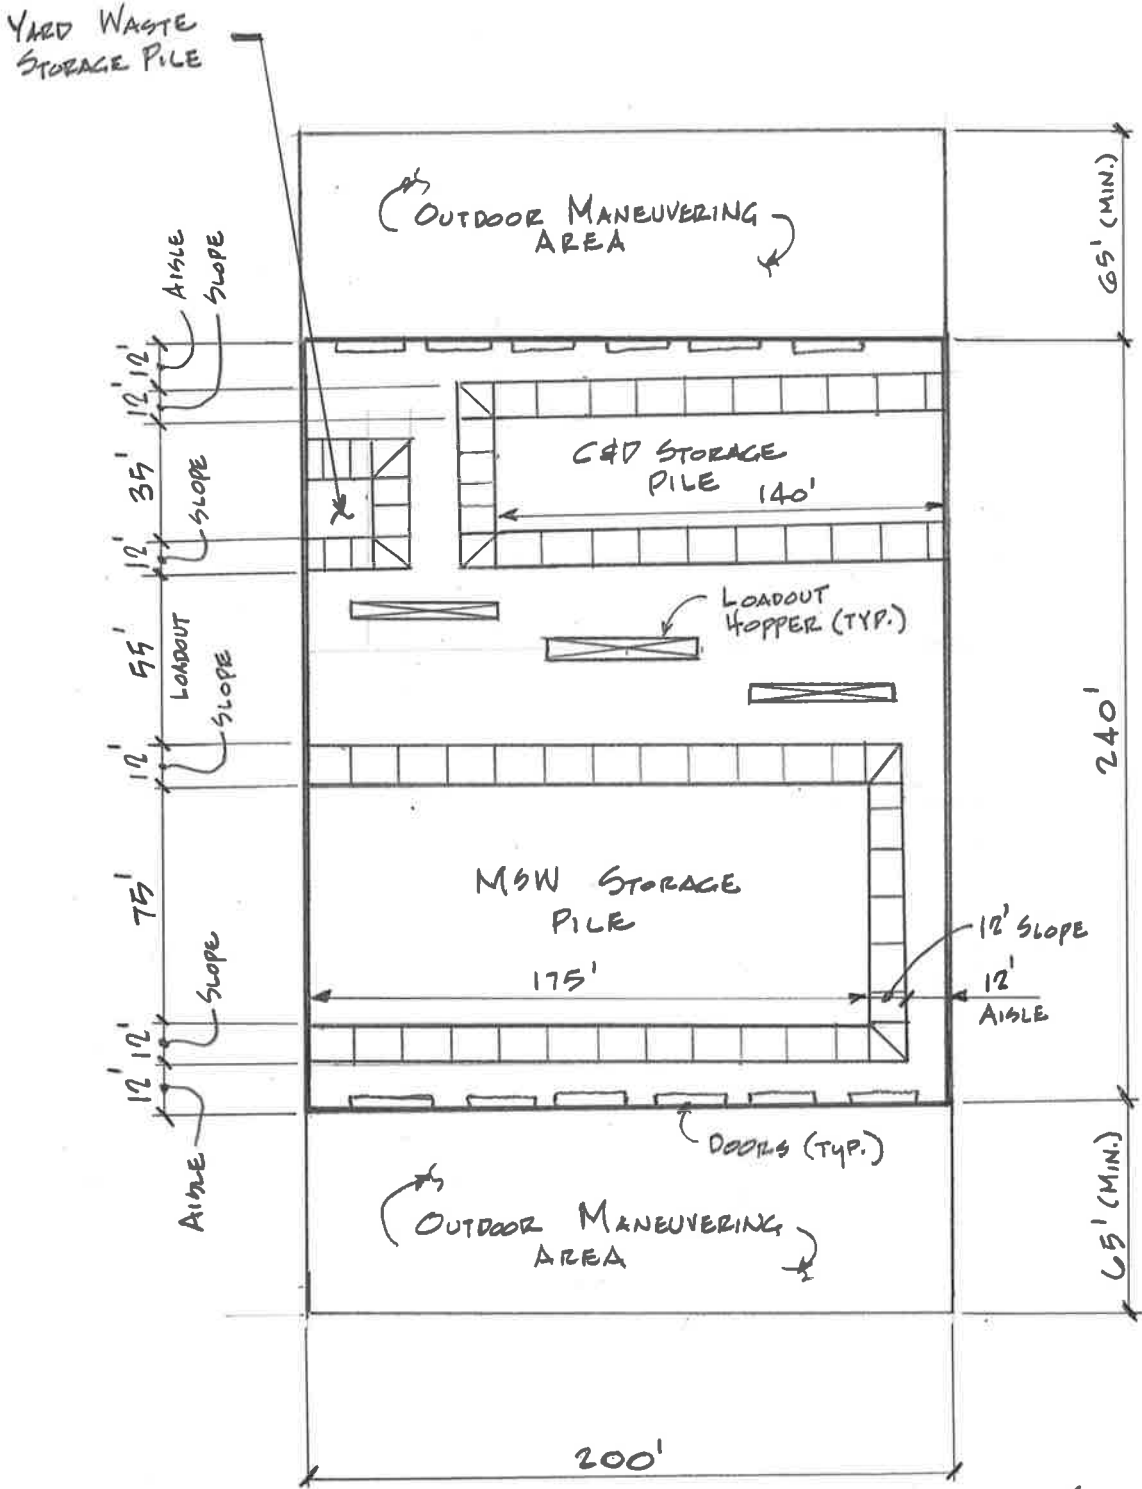 YARD WASTE
STORAGE PILE
OUTDOOR MANEUVERING
AREA
65' (MIN.)
AISLE
SLOPE
12'
12'
35'
SLOPE
12'
C&D STORAGE
PILE
140'
LOADOUT
HOPPER (TYP.)
55'
LOADOUT
SLOPE
12'
240'
75'
MSW STORAGE
PILE
175'
12' SLOPE
12'
AISLE
SLOPE
12'
12'
AISLE
DOORS (TYP.)
OUTDOOR MANEUVERING
AREA
65' (MIN.)
200'